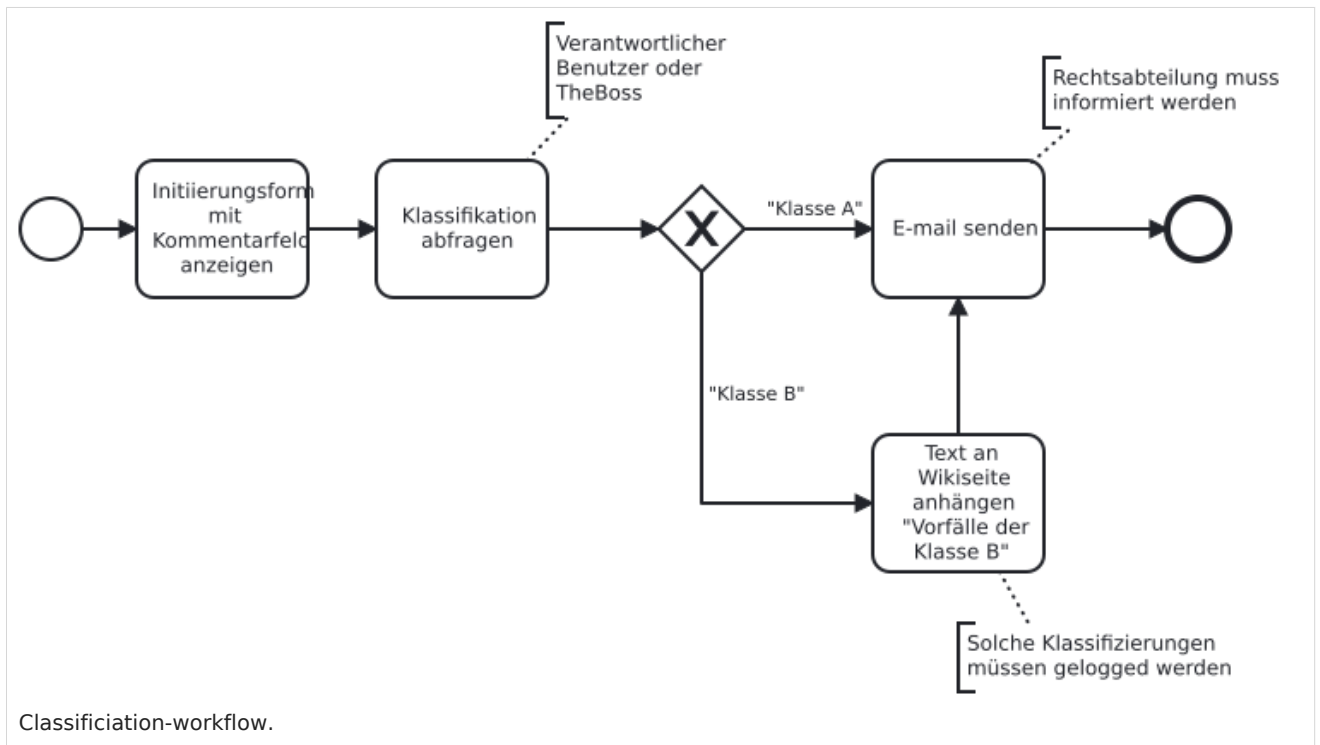 Verantwortlicher
Benutzer oder
TheBoss
Rechtsabteilung muss
informiert werden
Initiierungsform
mit
Kommentarfeld
anzeigen
Klassifikation
abfragen
X
"Klasse A"
E-mail senden
"Klasse B"
Text an
Wikiseite
anhängen
"Vorfälle der
Klasse B"
Solche Klassifizierungen
müssen gelogged werden
Classificiation-workflow.